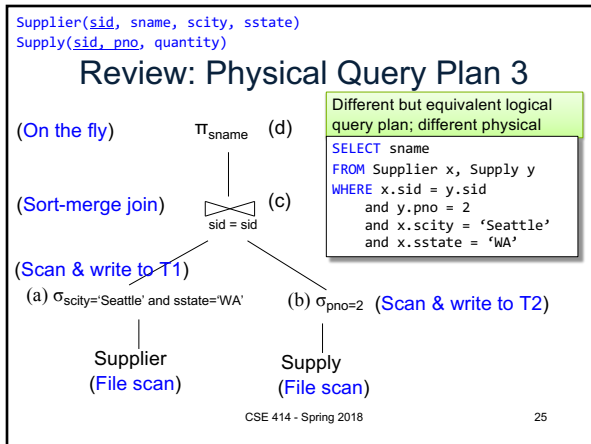 Supplier(sid, sname, scity, sstate)
Supply(sid, pno, quantity)
Review: Physical Query Plan 3
Different but equivalent logical
query plan; different physical
SELECT sname
FROM Supplier x, Supply y
WHERE x.sid = y.sid
and y.pno = 2
and x.scity = ‘Seattle’
and x.sstate = ‘WA’
(On the fly) πsname (d)
(Sort-merge join) (c)
sid = sid
(Scan & write to T1)
(a) σscity=‘Seattle’ and sstate=‘WA’ (b) σpno=2 (Scan & write to T2)
Supplier Supply
(File scan) (File scan)
CSE 414 - Spring 2018 25